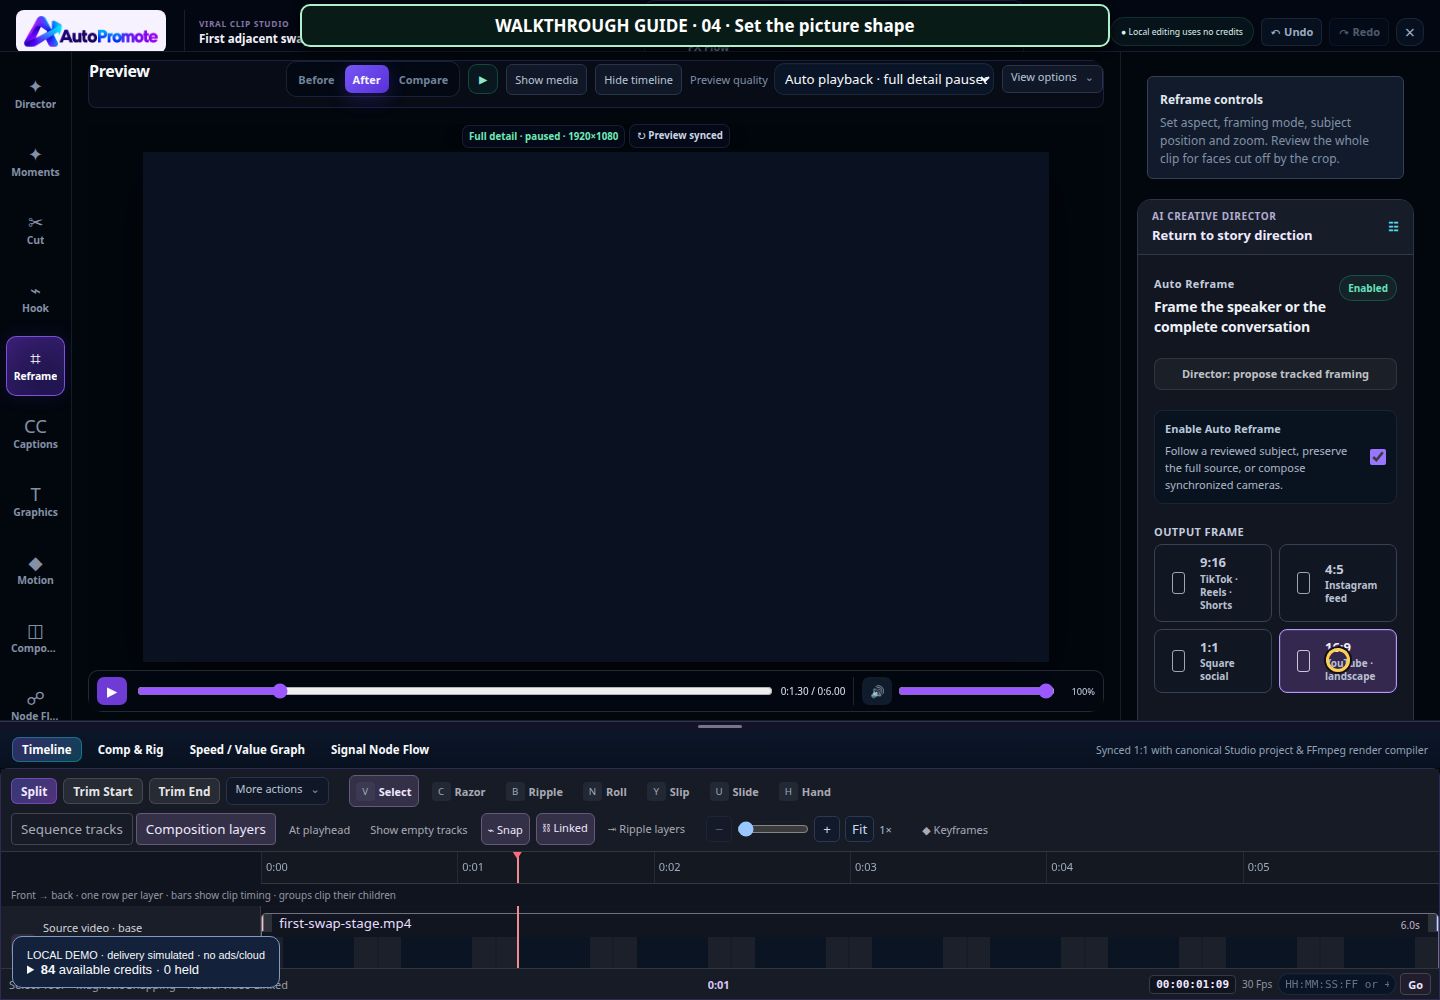 AutoPromote
VIRAL CLIP STUDIO
First adjacent swa
WALKTHROUGH GUIDE · 04 · Set the picture shape
● Local editing uses no credits
↶ Undo
↷ Redo
✕
Preview
Before
After
Compare
▶
Show media
Hide timeline
Preview quality
Auto playback · full detail paused
View options
Full detail · paused · 1920×1080
↻ Preview synced
Director
Moments
Cut
Hook
Reframe
CC
Captions
T
Graphics
Motion
Compo...
Node Fl...
Reframe controls
Set aspect, framing mode, subject
position and zoom. Review the whole
clip for faces cut off by the crop.
AI CREATIVE DIRECTOR
Return to story direction
Auto Reframe
Enabled
Frame the speaker or the
complete conversation
Director: propose tracked framing
Enable Auto Reframe
Follow a reviewed subject, preserve
the full source, or compose
synchronized cameras.
OUTPUT FRAME
9:16
TikTok ·
Reels ·
Shorts
4:5
Instagram
feed
1:1
Square
social
16:9
YouTube ·
landscape
0:1.30 / 0:6.00
100%
Timeline
Comp & Rig
Speed / Value Graph
Signal Node Flow
Synced 1:1 with canonical Studio project & FFmpeg render compiler
Split
Trim Start
Trim End
More actions
V Select
C Razor
B Ripple
N Roll
Y Slip
U Slide
H Hand
Sequence tracks
Composition layers
At playhead
Show empty tracks
Snap
Linked
⇥ Ripple layers
−
+
Fit
1×
◆ Keyframes
0:00
0:01
0:02
0:03
0:04
0:05
Front → back · one row per layer · bars show clip timing · groups clip their children
Source video · base
first-swap-stage.mp4
6.0s
LOCAL DEMO · delivery simulated · no ads/cloud
▶ 84 available credits · 0 held
0:01
00:00:01:09
30 Fps
HH:MM:SS:FF or +
Go